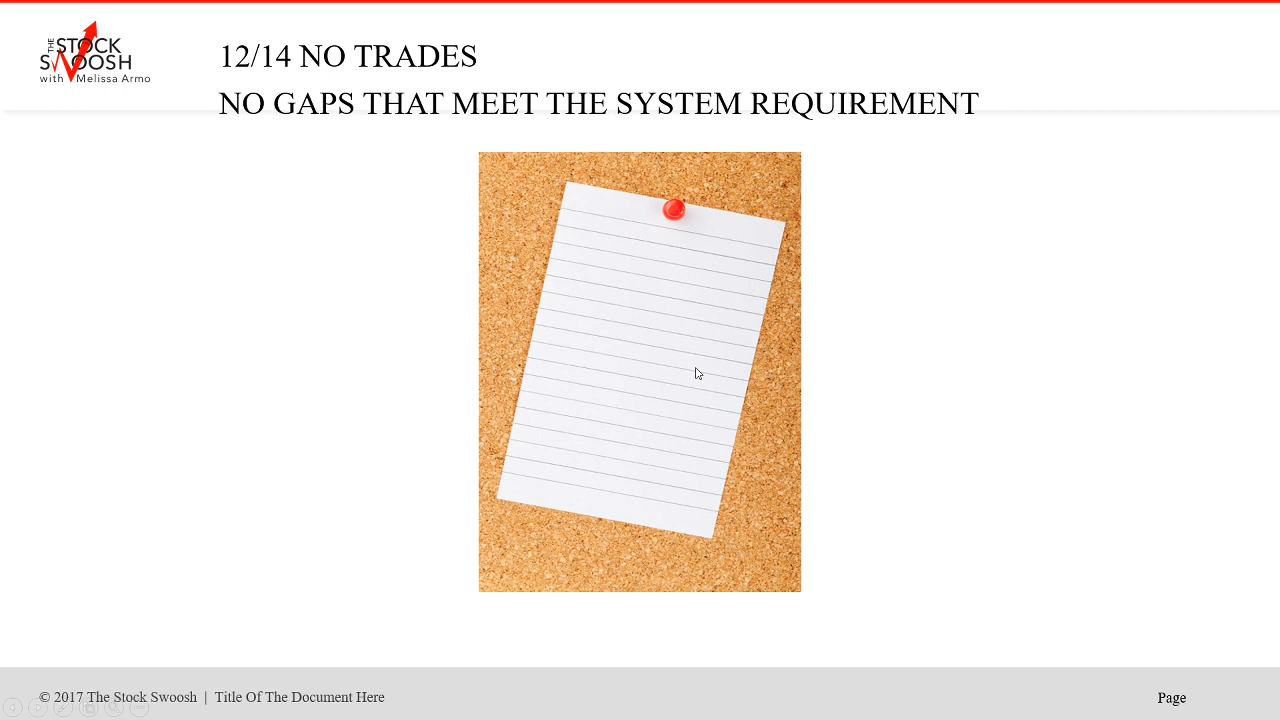 THE
STOCK
SWOOSH
with Melissa Armo
12/14 NO TRADES
NO GAPS THAT MEET THE SYSTEM REQUIREMENT
© 2017 The Stock Swoosh | Title Of The Document Here
Page